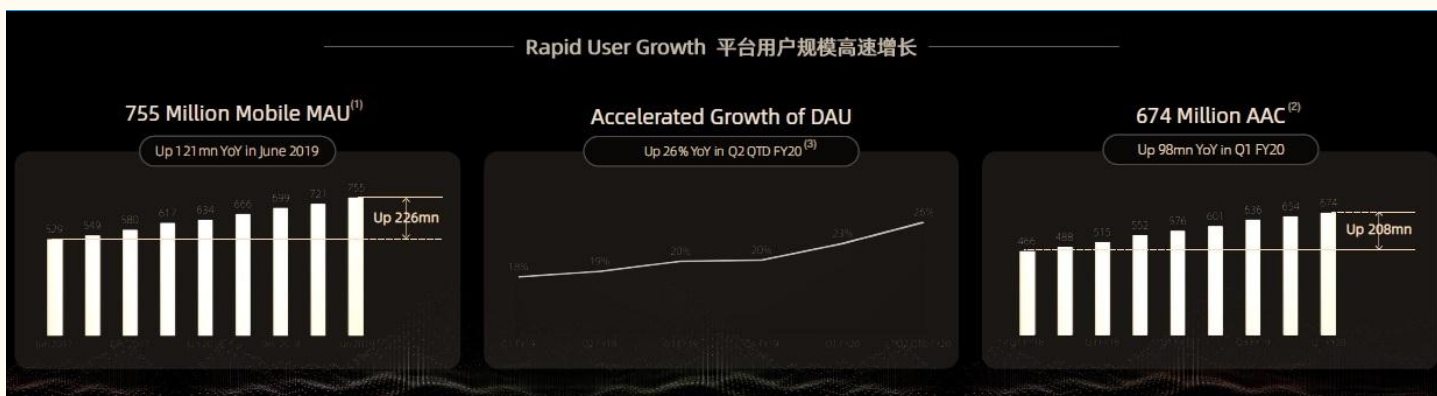 Rapid User Growth 平台用户规模高速增长
755 Million Mobile MAU(1)
Up 121mn YoY in June 2019
529 549 580 617 634 666 699 721 755
Up 226mn
Accelerated Growth of DAU
Up 26% YoY in Q2 QTD FY20(3)
18% 19% 20% 20% 23% 26%
674 Million AAC(2)
Up 98mn YoY in Q1 FY20
466 488 515 552 576 601 636 654 674
Up 208mn